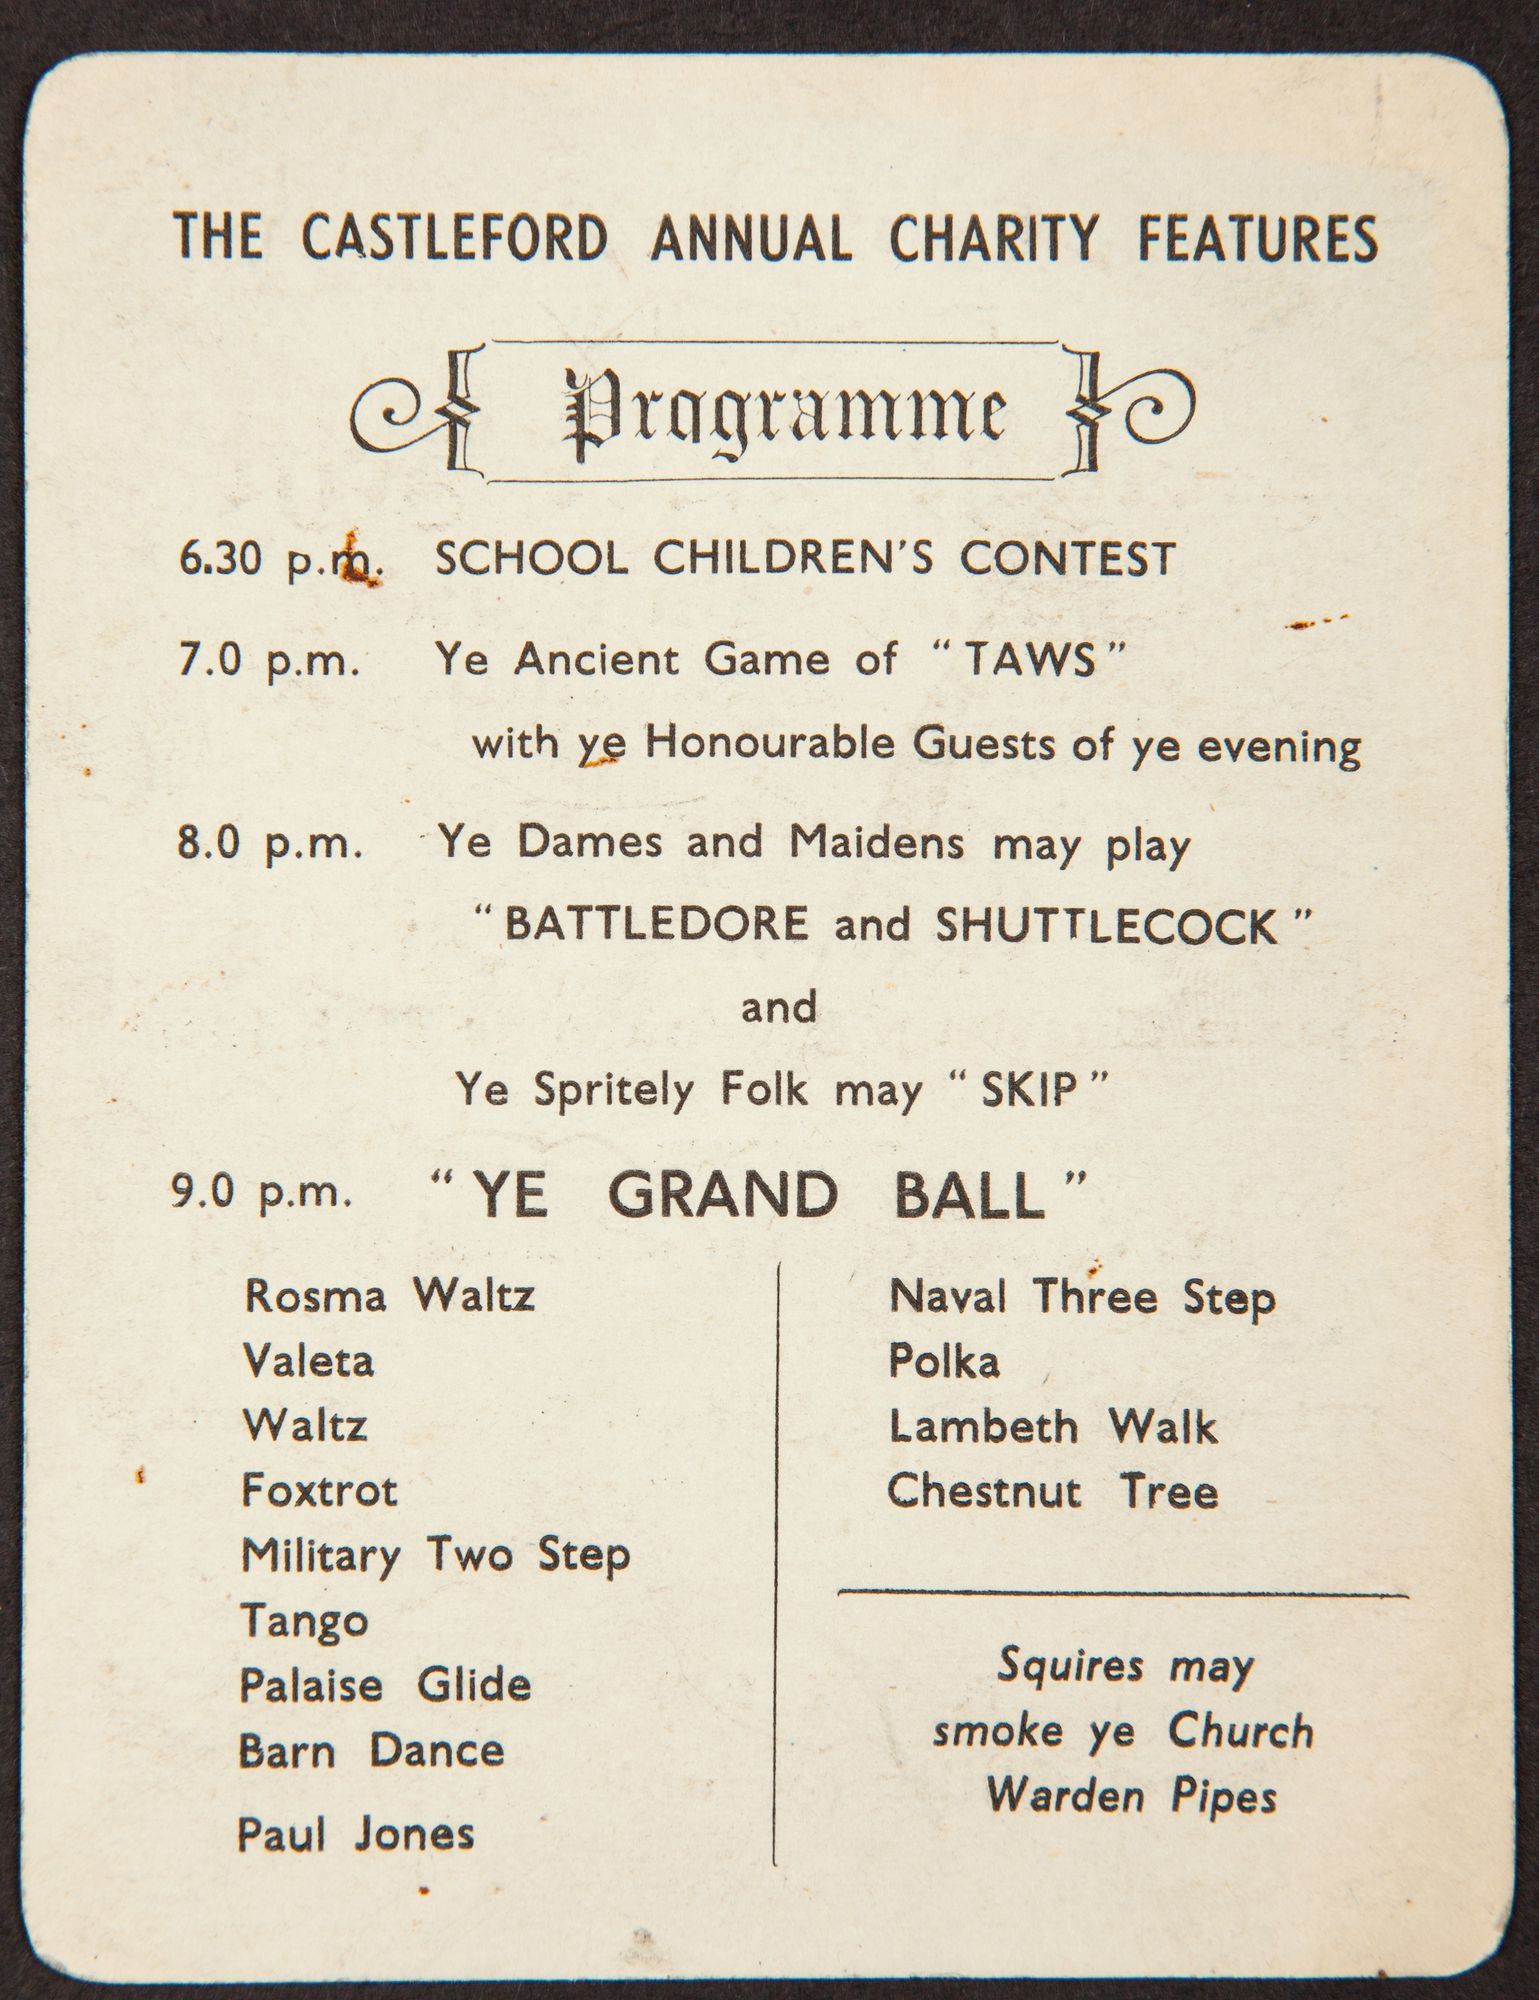 THE CASTLEFORD ANNUAL CHARITY FEATURES
Programme
6.30 p.m. SCHOOL CHILDREN'S CONTEST
7.0 p.m. Ye Ancient Game of "TAWS"
with ye Honourable Guests of ye evening
8.0 p.m. Ye Dames and Maidens may play
"BATTLEDORE and SHUTTLECOCK"
and
Ye Spritely Folk may "SKIP"
9.0 p.m. "YE GRAND BALL"
Rosma Waltz
Valeta
Waltz
Foxtrot
Military Two Step
Tango
Palaise Glide
Barn Dance
Paul Jones
Naval Three Step
Polka
Lambeth Walk
Chestnut Tree
Squires may
smoke ye Church
Warden Pipes